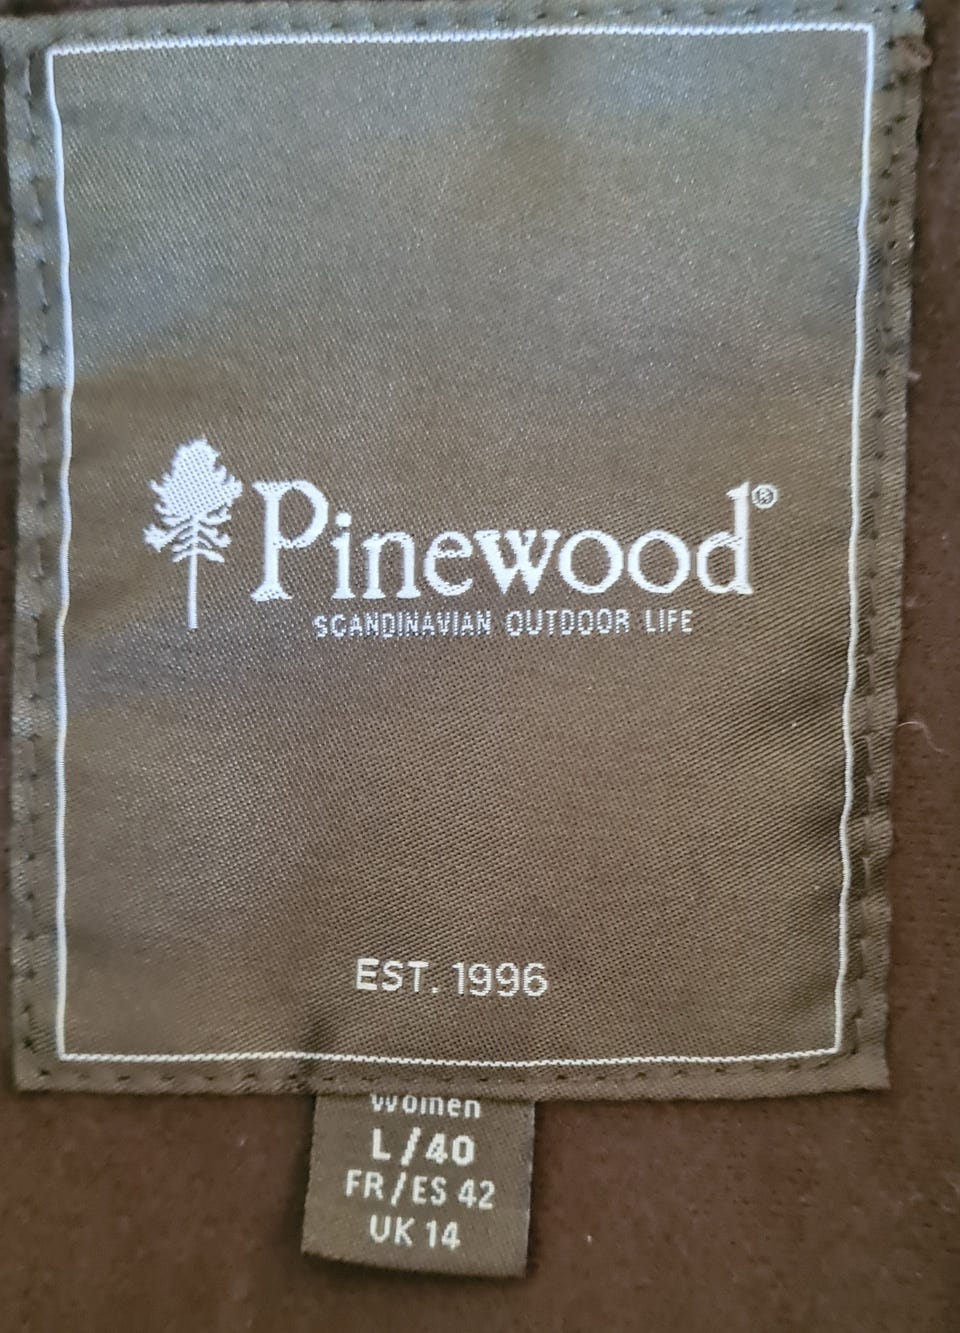 Pinewood®
SCANDINAVIAN OUTDOOR LIFE
EST. 1996
women
L/40
FR/ES 42
UK 14